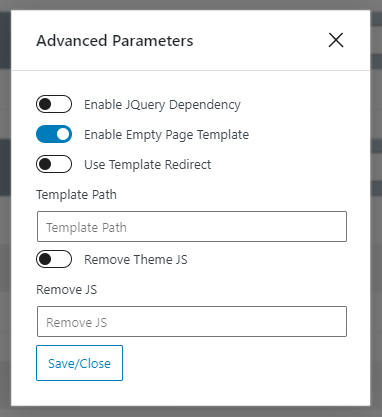 Advanced Parameters
Enable JQuery Dependency
Enable Empty Page Template
Use Template Redirect
Template Path
Template Path
Remove Theme JS
Remove JS
Remove JS
Save/Close